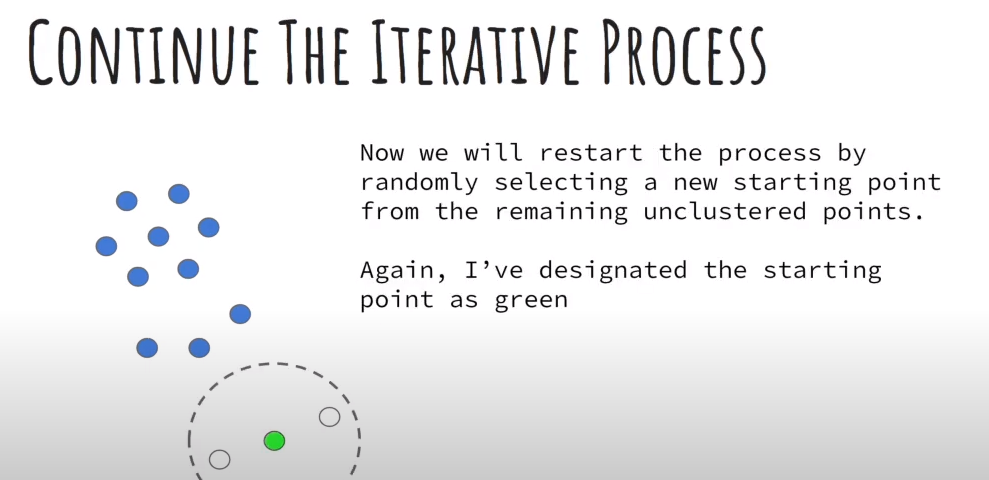 CONTINUE THE ITERATIVE PROCESS
Now we will restart the process by
randomly selecting a new starting point
from the remaining unclustered points.
Again, I’ve designated the starting
point as green